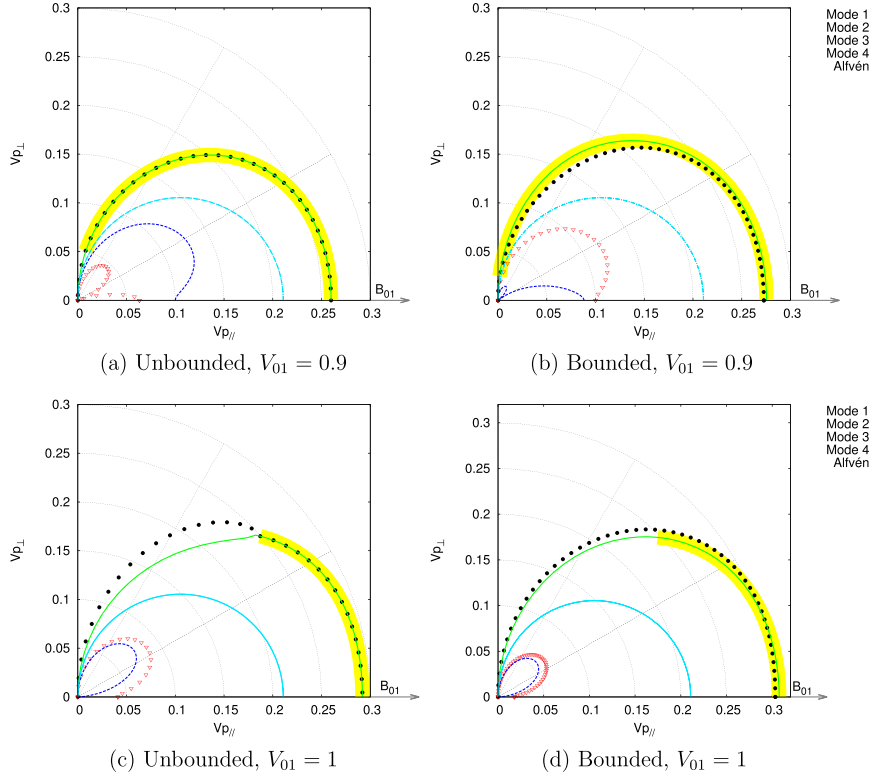 0.3
0.25
0.2
0.15
0.1
0.05
0
Vp⊥
0 0.05 0.1 0.15 0.2 0.25 0.3
Vp//
B01
(a) Unbounded, V01 = 0.9
0.3
0.25
0.2
0.15
0.1
0.05
0
Vp⊥
0 0.05 0.1 0.15 0.2 0.25 0.3
Vp//
B01
(b) Bounded, V01 = 0.9
Mode 1
Mode 2
Mode 3
Mode 4
Alfvén
0.3
0.25
0.2
0.15
0.1
0.05
0
Vp⊥
0 0.05 0.1 0.15 0.2 0.25 0.3
Vp//
B01
(c) Unbounded, V01 = 1
0.3
0.25
0.2
0.15
0.1
0.05
0
Vp⊥
0 0.05 0.1 0.15 0.2 0.25 0.3
Vp//
B01
(d) Bounded, V01 = 1
Mode 1
Mode 2
Mode 3
Mode 4
Alfvén